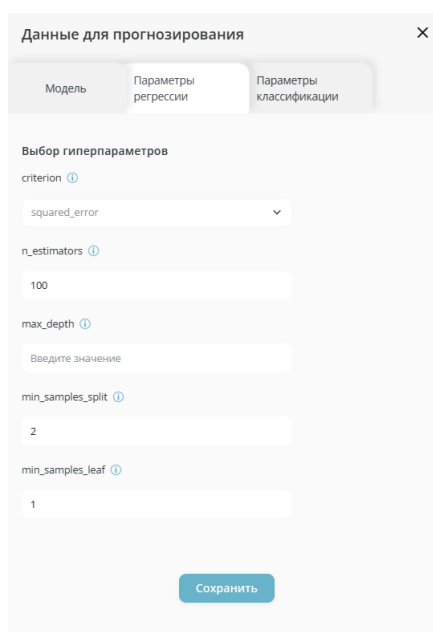 Данные для прогнозирования
Модель
Параметры
регрессии
Параметры
классификации
Выбор гиперпараметров
criterion
squared_error
n_estimators
100
max_depth
Введите значение
min_samples_split
2
min_samples_leaf
1
Сохранить